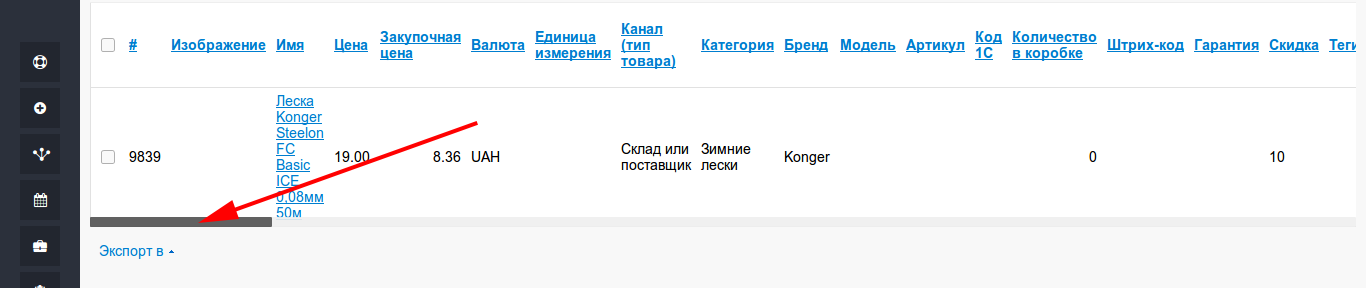 #
Изображение
Имя
Цена
Закупочная
цена
Валюта
Единица
измерения
Канал
(тип
товара)
Категория
Бренд
Модель
Артикул
Код
1С
Количество
в коробке
Штрих-код
Гарантия
Скидка
Теги
9839
Леска
Konger
Steelon
FC
Basic
ICE
0,08мм
50м
19.00
8.36
UAH
Склад или
поставщик
Зимние
лески
Konger
0
10
Экспорт в